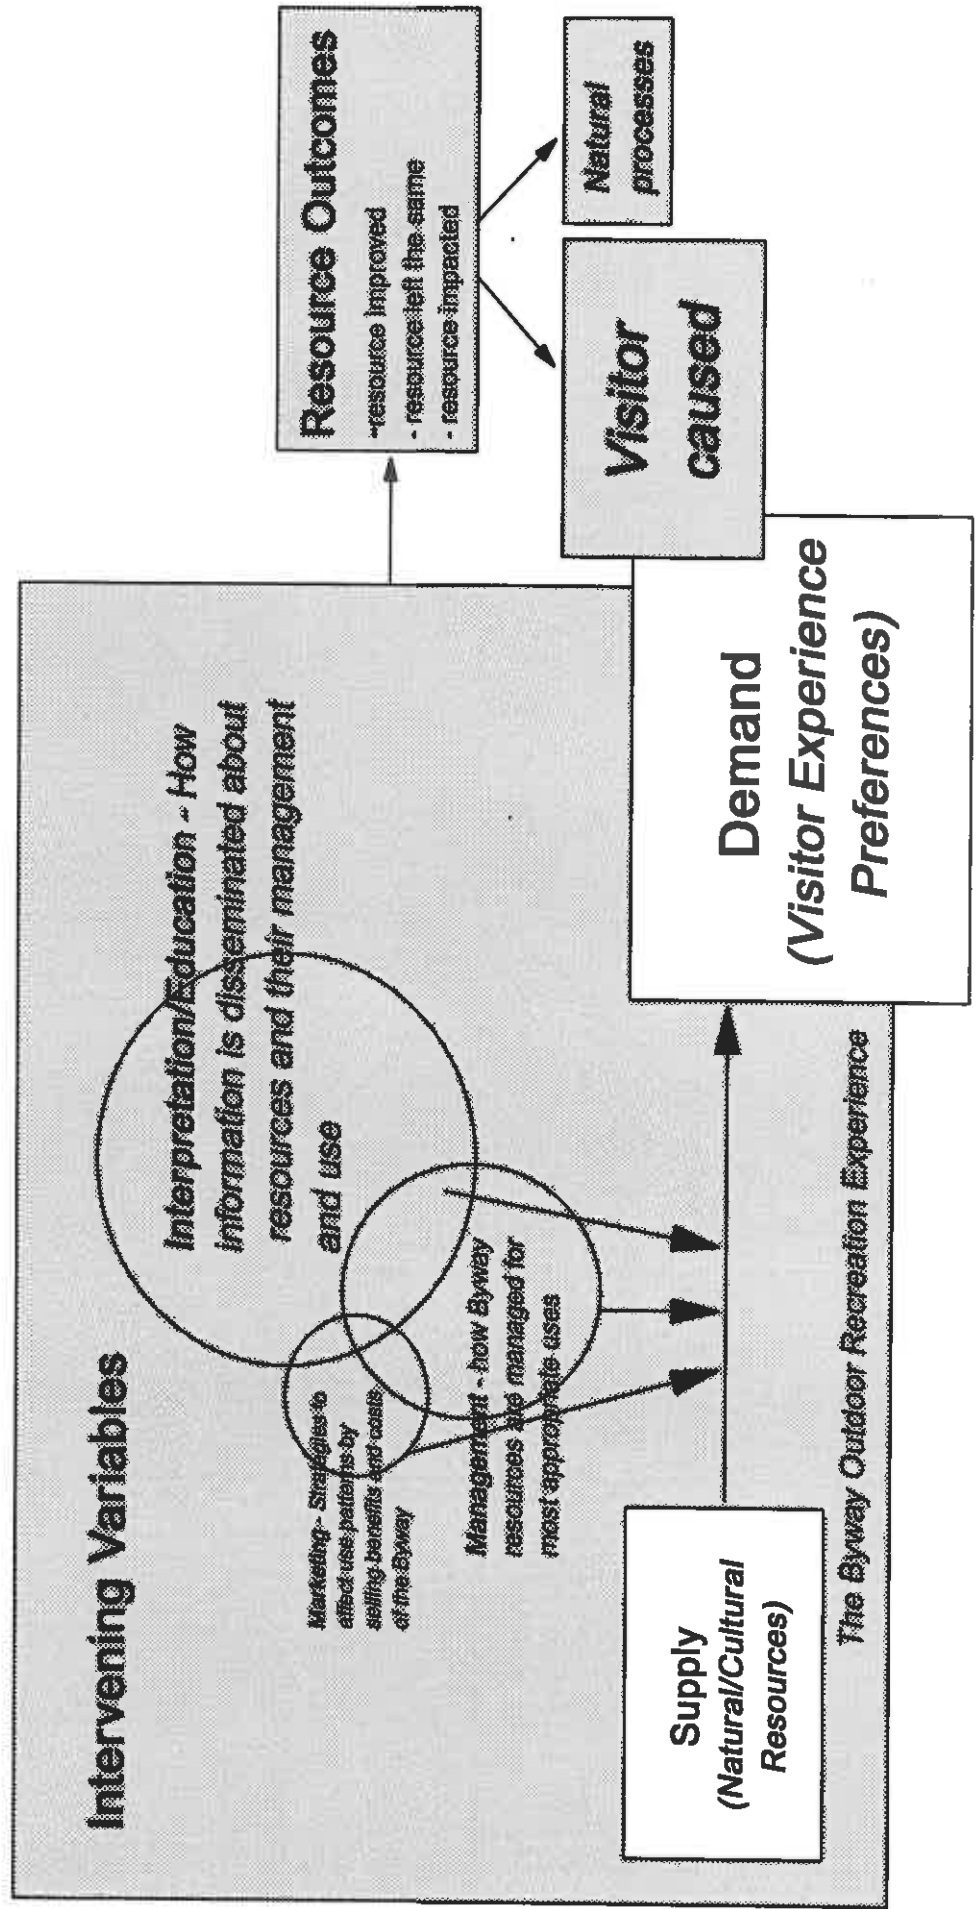 Intervening Variables
Interpretation/Education - How
information is disseminated about
resources and their management
and use
Marketing - Strategies to
affect use patterns by
selling benefits and costs
of the Byway
Management - how Byway
resources are managed for
most appropriate uses
Supply
(Natural/Cultural
Resources)
The Byway Outdoor Recreation Experience
Demand
(Visitor Experience
Preferences)
Resource Outcomes
-resource improved
- resource left the same
- resource impacted
Visitor
caused
Natural
processes